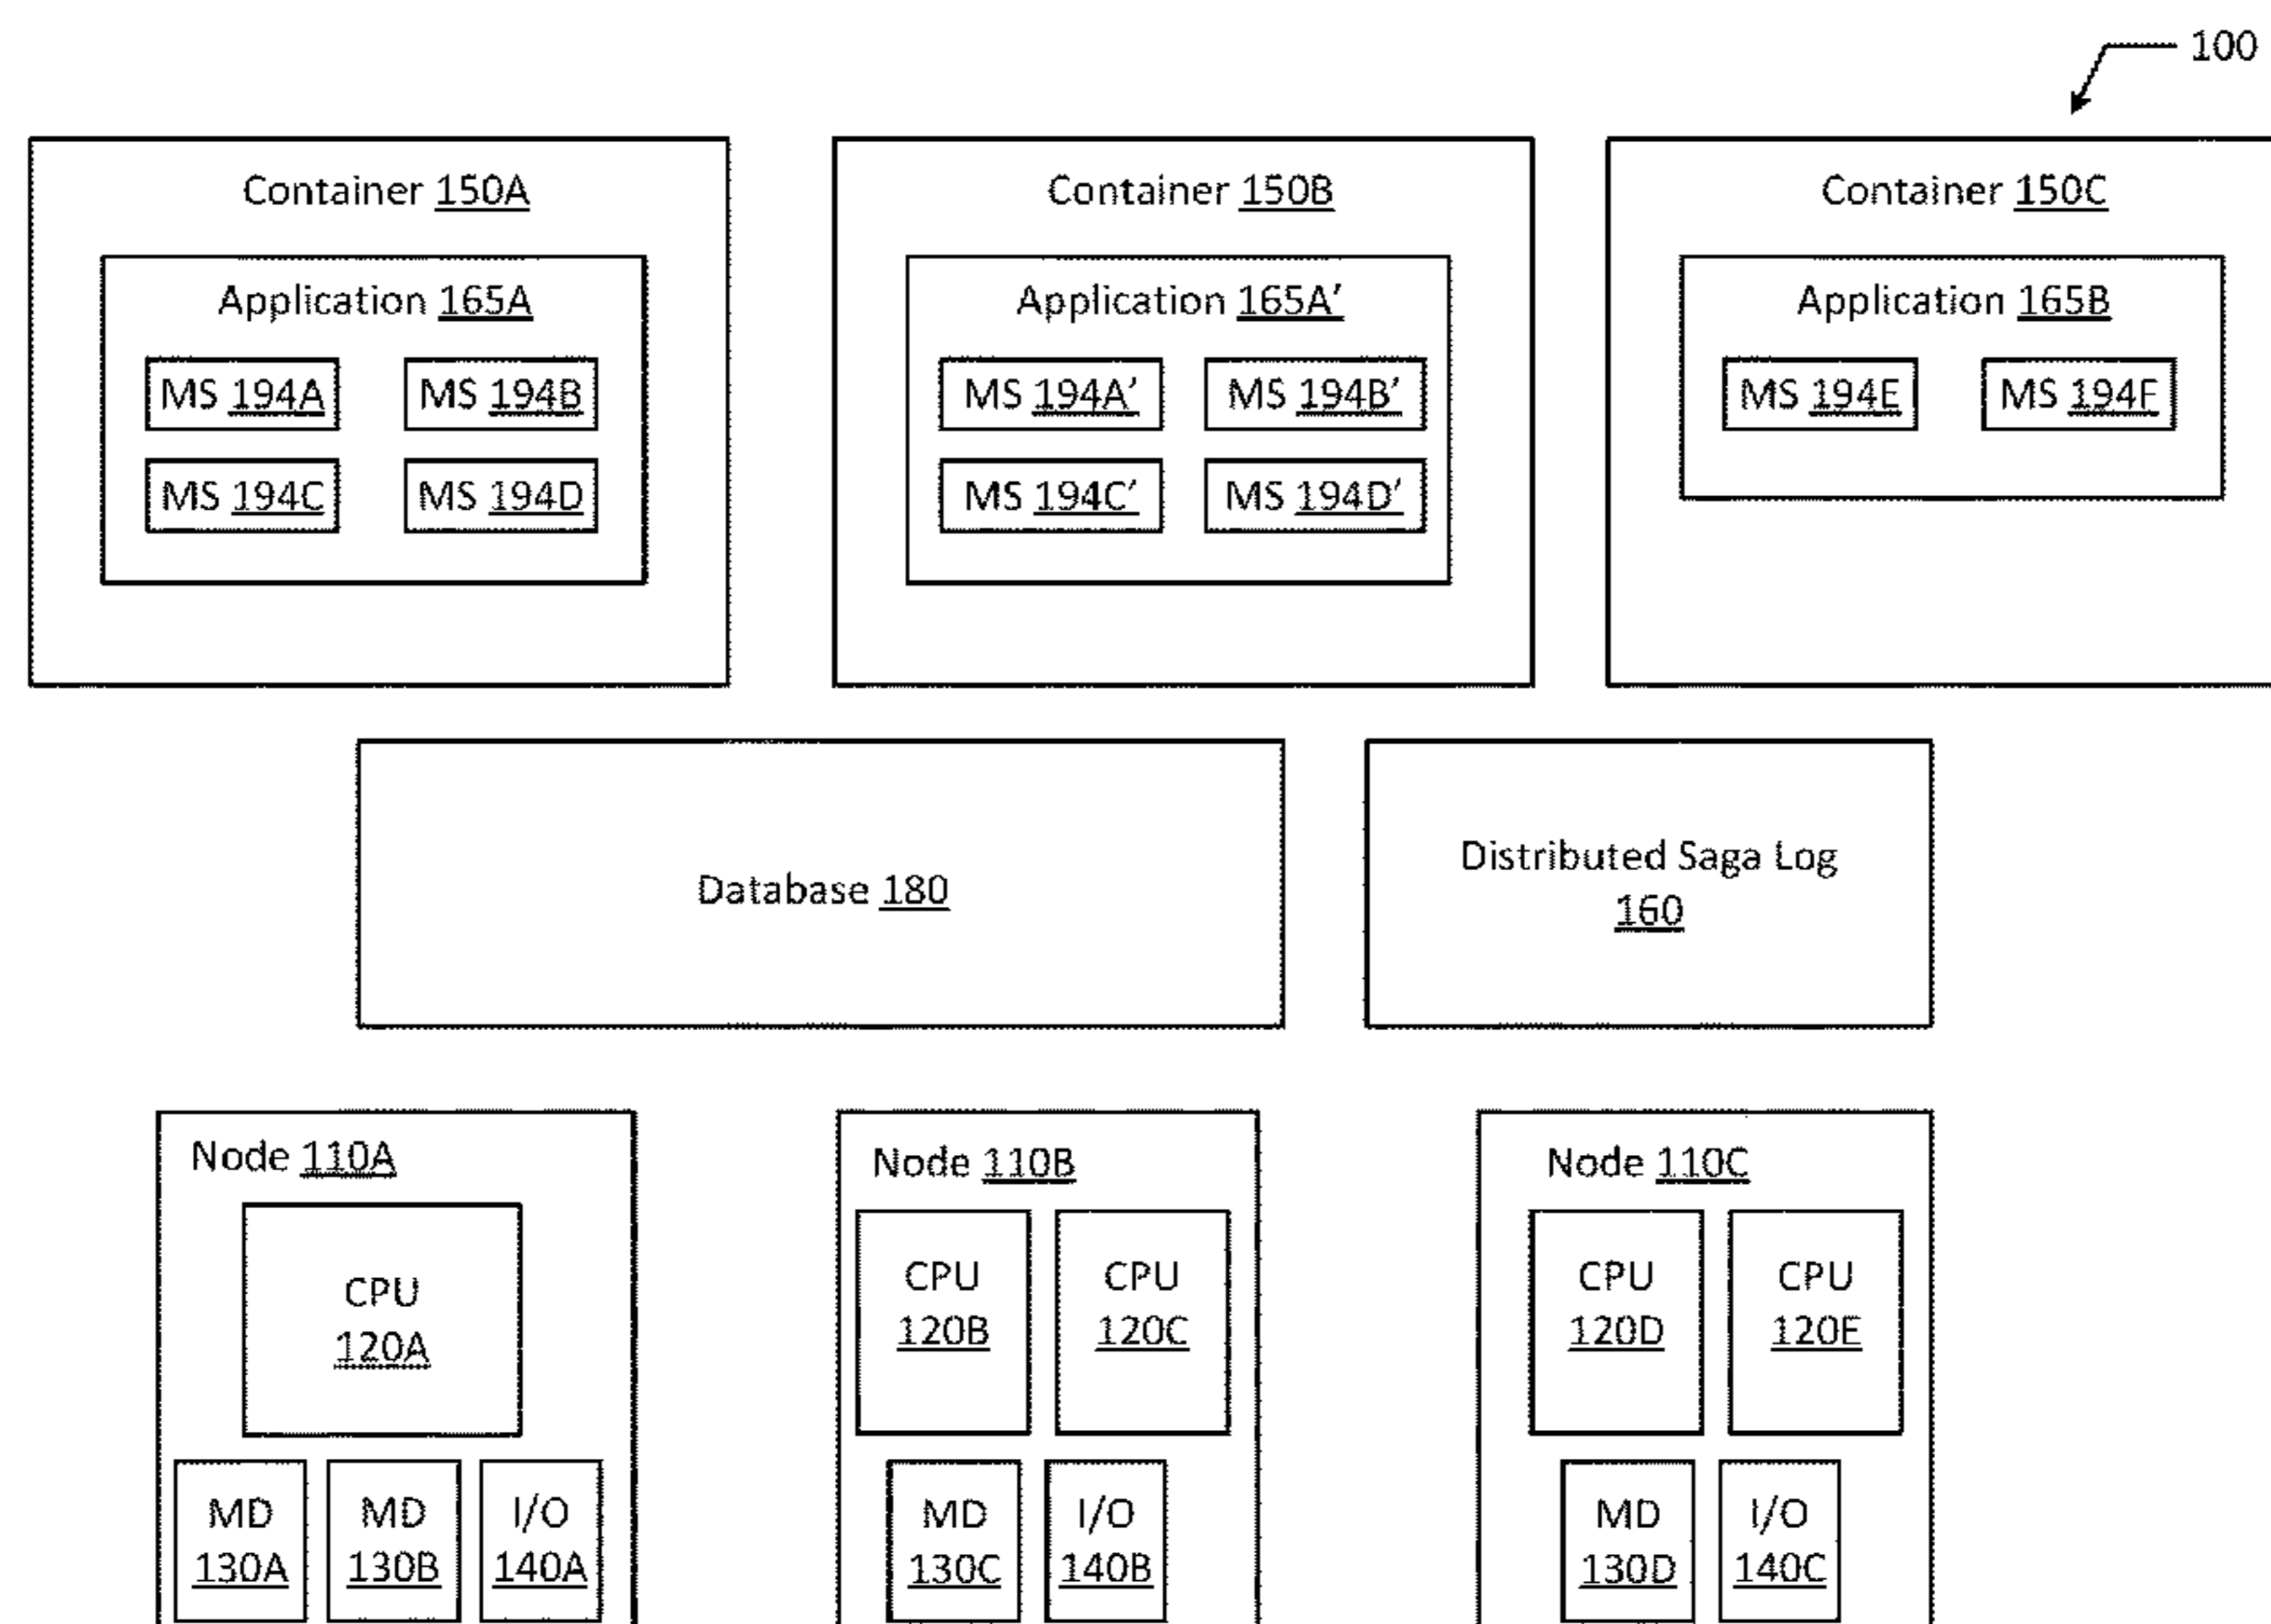 100
Container 150A
Application 165A
MS 194A
MS 194B
MS 194C
MS 194D
Container 150B
Application 165A’
MS 194A’
MS 194B’
MS 194C’
MS 194D’
Container 150C
Application 165B
MS 194E
MS 194F
Database 180
Distributed Saga Log
160
Node 110A
CPU
120A
MD
130A
MD
130B
I/O
140A
Node 110B
CPU
120B
CPU
120C
MD
130C
I/O
140B
Node 110C
CPU
120D
CPU
120E
MD
130D
I/O
140C